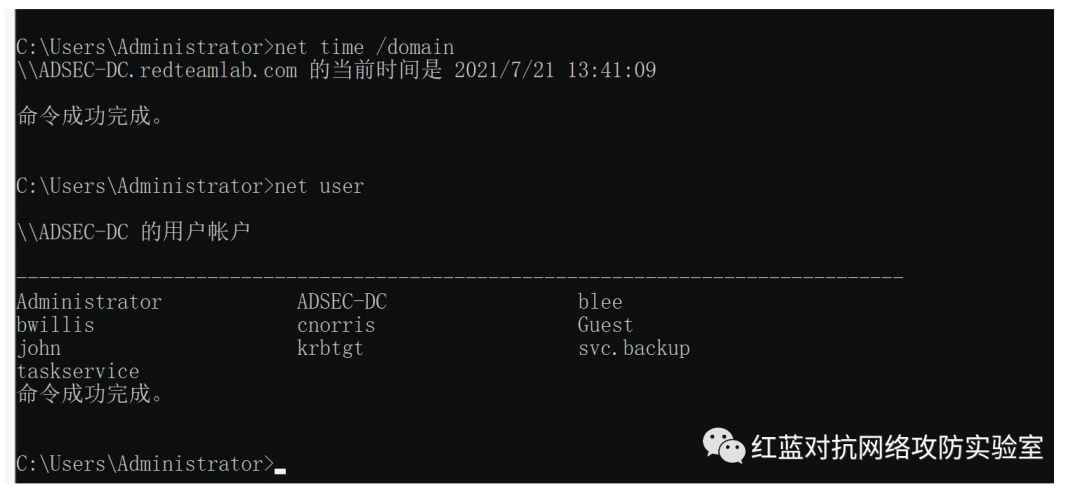 C:\Users\Administrator>net time /domain
\\ADSEC-DC.redteamlab.com 的当前时间是 2021/7/21 13:41:09
命令成功完成。
C:\Users\Administrator>net user
\\ADSEC-DC 的用户帐户
-------------------------------------------------------------------------------
Administrator            ADSEC-DC                 blee
bwillis                  cnorris                  Guest
john                     krbtgt                   svc.backup
taskservice
命令成功完成。
C:\Users\Administrator>
红蓝对抗网络攻防实验室